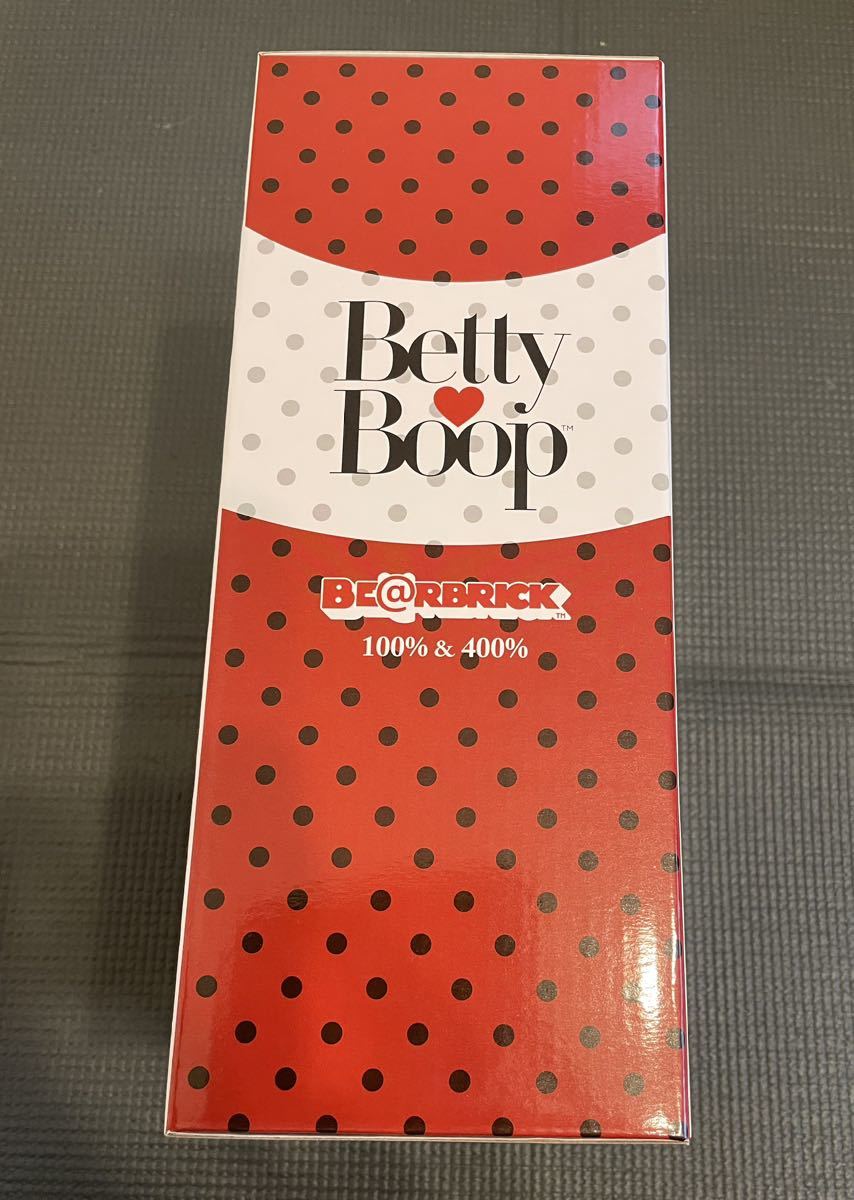 Betty
Boop™
BE@RBRICK™
100% & 400%